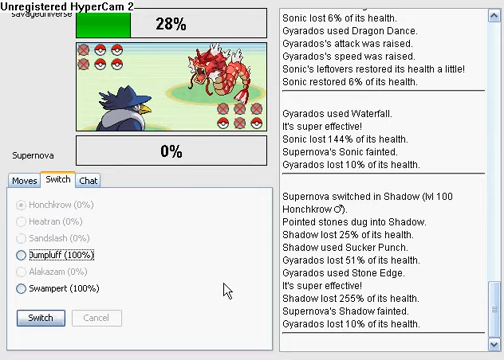 Unregistered HyperCam 2
savageuniverse
28%
Supernova
0%
Moves Switch Chat
Honchkrow (0%)
Heatran (0%)
Sandslash (0%)
Jumpluff (100%)
Alakazam (0%)
Swampert (100%)
Switch Cancel
Sonic lost 6% of its health.
Gyarados used Dragon Dance.
Gyarados's attack was raised.
Gyarados's speed was raised.
Sonic's leftovers restored its health a little!
Sonic restored 6% of its health.
Gyarados used Waterfall.
It's super effective!
Sonic lost 144% of its health.
Supernova's Sonic fainted.
Gyarados lost 10% of its health.
Supernova switched in Shadow (lvl 100
Honchkrow ♂).
Pointed stones dug into Shadow.
Shadow lost 25% of its health.
Shadow used Sucker Punch.
Gyarados lost 51% of its health.
Gyarados used Stone Edge.
It's super effective!
Shadow lost 255% of its health.
Supernova's Shadow fainted.
Gyarados lost 10% of its health.